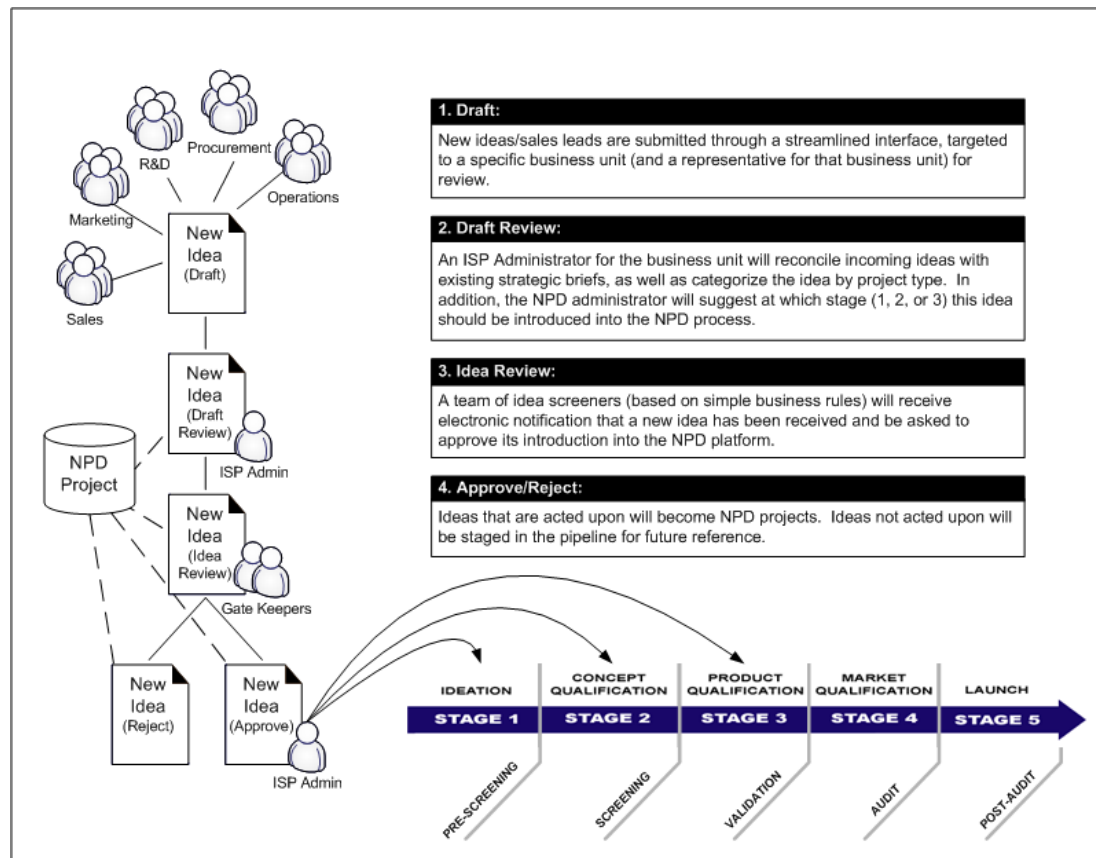 Procurement
R&D
Operations
Marketing
Sales
New
Idea
(Draft)
New
Idea
(Draft
Review)
ISP Admin
NPD
Project
New
Idea
(Idea
Review)
Gate Keepers
New
Idea
(Reject)
New
Idea
(Approve)
ISP Admin
1. Draft:
New ideas/sales leads are submitted through a streamlined interface, targeted
to a specific business unit (and a representative for that business unit) for
review.
2. Draft Review:
An ISP Administrator for the business unit will reconcile incoming ideas with
existing strategic briefs, as well as categorize the idea by project type. In
addition, the NPD administrator will suggest at which stage (1, 2, or 3) this idea
should be introduced into the NPD process.
3. Idea Review:
A team of idea screeners (based on simple business rules) will receive
electronic notification that a new idea has been received and be asked to
approve its introduction into the NPD platform.
4. Approve/Reject:
Ideas that are acted upon will become NPD projects. Ideas not acted upon will
be staged in the pipeline for future reference.
IDEATION
CONCEPT
QUALIFICATION
PRODUCT
QUALIFICATION
MARKET
QUALIFICATION
LAUNCH
STAGE 1
STAGE 2
STAGE 3
STAGE 4
STAGE 5
PRE-SCREENING
SCREENING
VALIDATION
AUDIT
POST-AUDIT